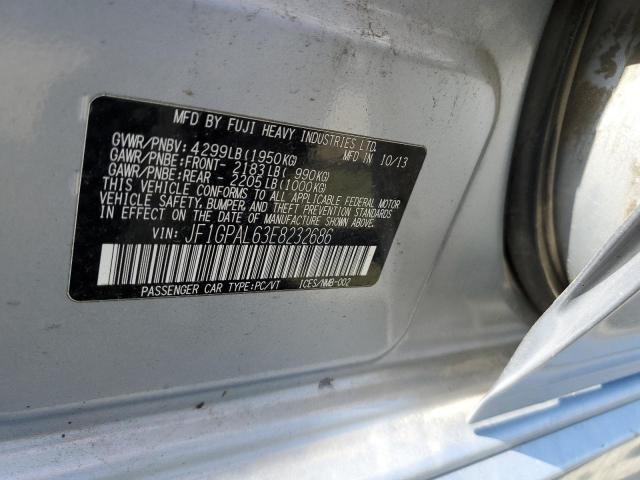 MFD BY FUJI HEAVY INDUSTRIES LTD.
GVWR/PNBV: 4299LB(1950KG) MFD IN 10/13
GAWR/PNBE:FRONT- 2183LB( 990KG)
GAWR/PNBE:REAR - 2205LB(1000KG)
THIS VEHICLE CONFORMS TO ALL APPLICABLE FEDERAL MOTOR
VEHICLE SAFETY, BUMPER, AND THEFT PREVENTION STANDARDS
IN EFFECT ON THE DATE OF MANUFACTURE SHOWN ABOVE.
VIN: JF1GPAL63E8232686
PASSENGER CAR TYPE:PC/VT ICES/NMB-002